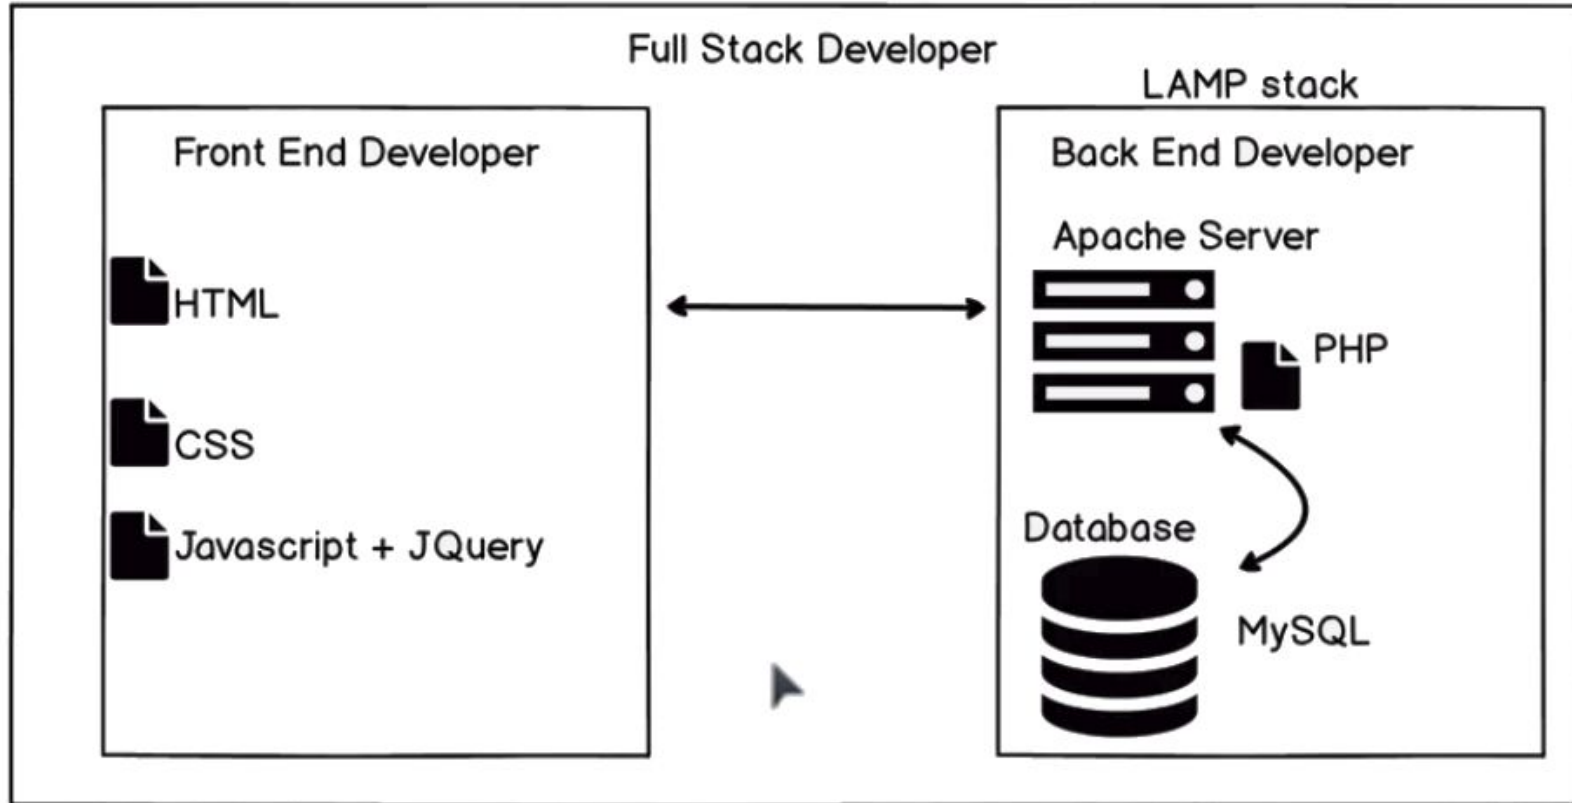 Full Stack Developer
LAMP stack
Front End Developer
HTML
CSS
Javascript + JQuery
Back End Developer
Apache Server
PHP
Database
MySQL